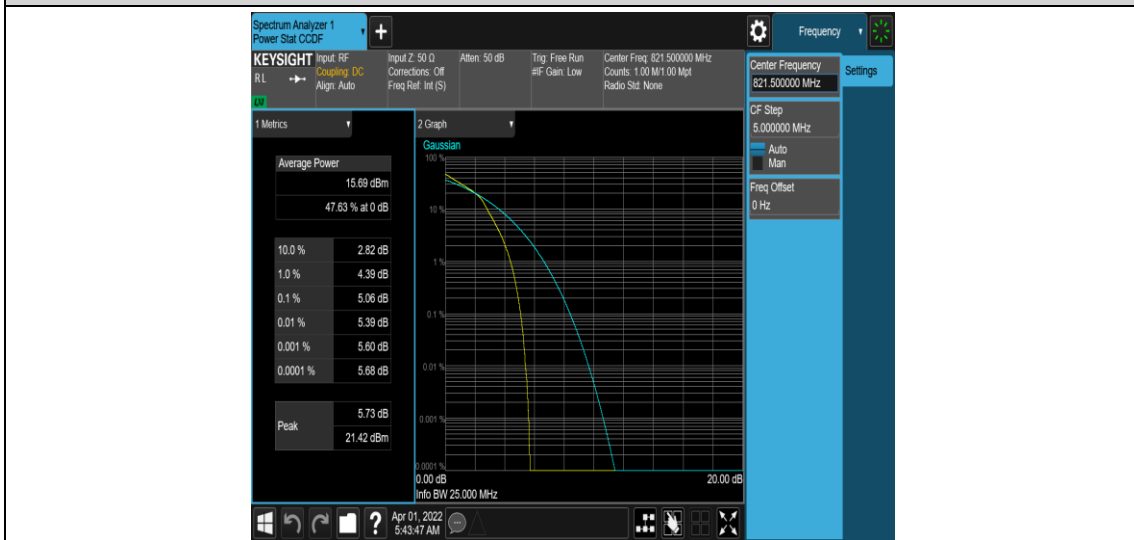 Spectrum Analyzer 1
Power Stat CCDF
+
Frequency
KEYSIGHT
RL
Input: RF
Coupling: DC
Align: Auto
Input Z: 50 Ω
Corrections: Off
Freq Ref: Int (S)
Atten: 50 dB
Trig: Free Run
#IF Gain: Low
Center Freq: 821.500000 MHz
Counts: 1.00 M/1.00 Mpt
Radio Std: None
Center Frequency
821.500000 MHz
Settings
CF Step
5.000000 MHz
Auto
Man
Freq Offset
0 Hz
1 Metrics
Average Power
15.69 dBm
47.63 % at 0 dB
10.0 % 2.82 dB
1.0 % 4.39 dB
0.1 % 5.06 dB
0.01 % 5.39 dB
0.001 % 5.60 dB
0.0001 % 5.68 dB
Peak
5.73 dB
21.42 dBm
2 Graph
Gaussian
100 %
10 %
1 %
0.1 %
0.01 %
0.001 %
0.0001 %
0.00 dB 20.00 dB
Info BW 25.000 MHz
?
Apr 01, 2022
5:43:47 AM